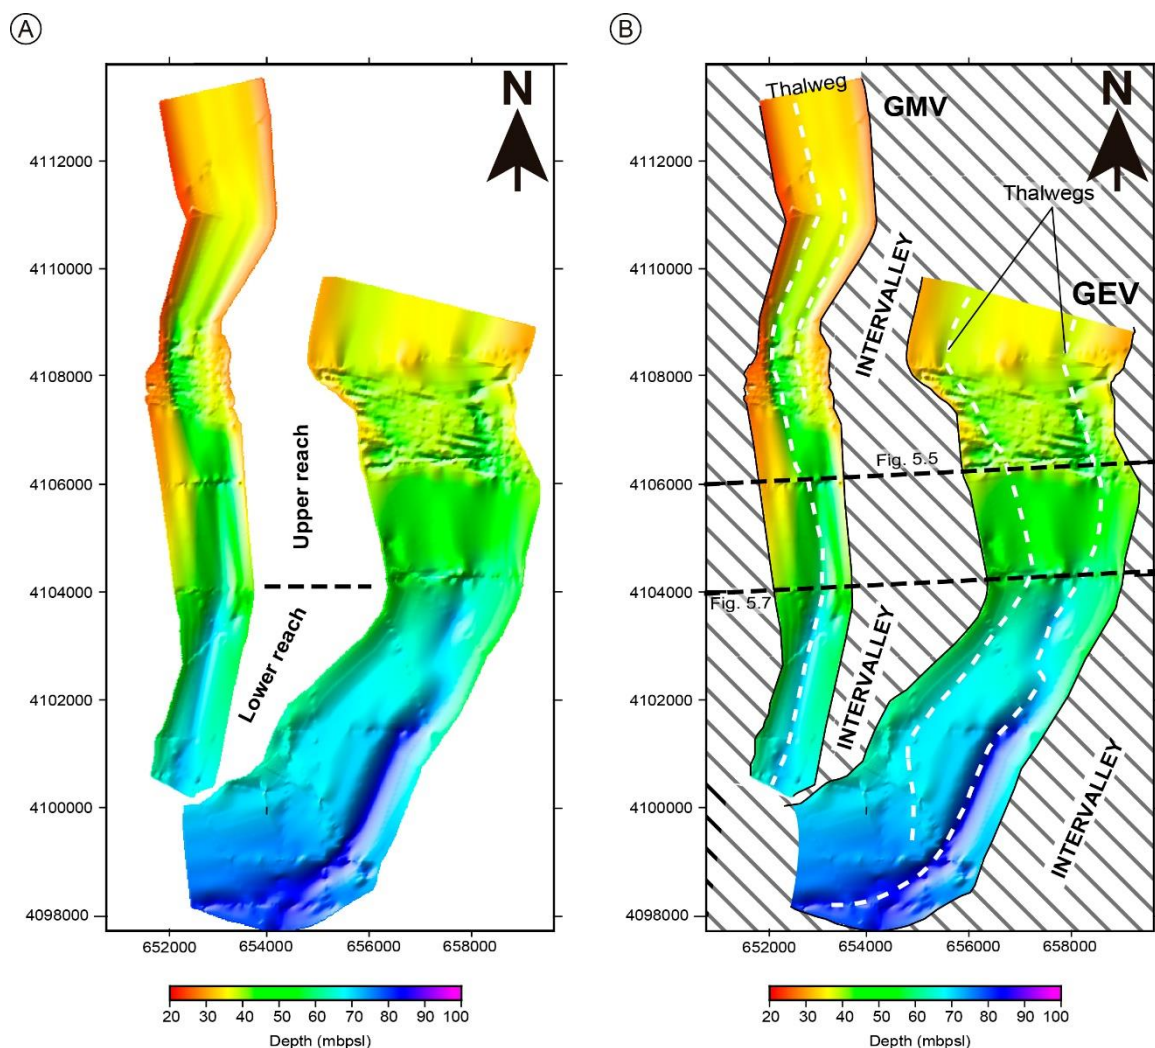 A
N
4112000
4110000
4108000
4106000
4104000
4102000
4100000
4098000
Upper reach
Lower reach
652000
654000
656000
658000
20 30 40 50 60 70 80 90 100
Depth (mbpsl)
B
Thalweg
GMV
N
4112000
Thalwegs
4110000
INTERVALLEY
GEV
4108000
Fig. 5.5
4106000
4104000
Fig. 5.7
INTERVALLEY
4102000
INTERVALLEY
4100000
4098000
652000
654000
656000
658000
20 30 40 50 60 70 80 90 100
Depth (mbpsl)